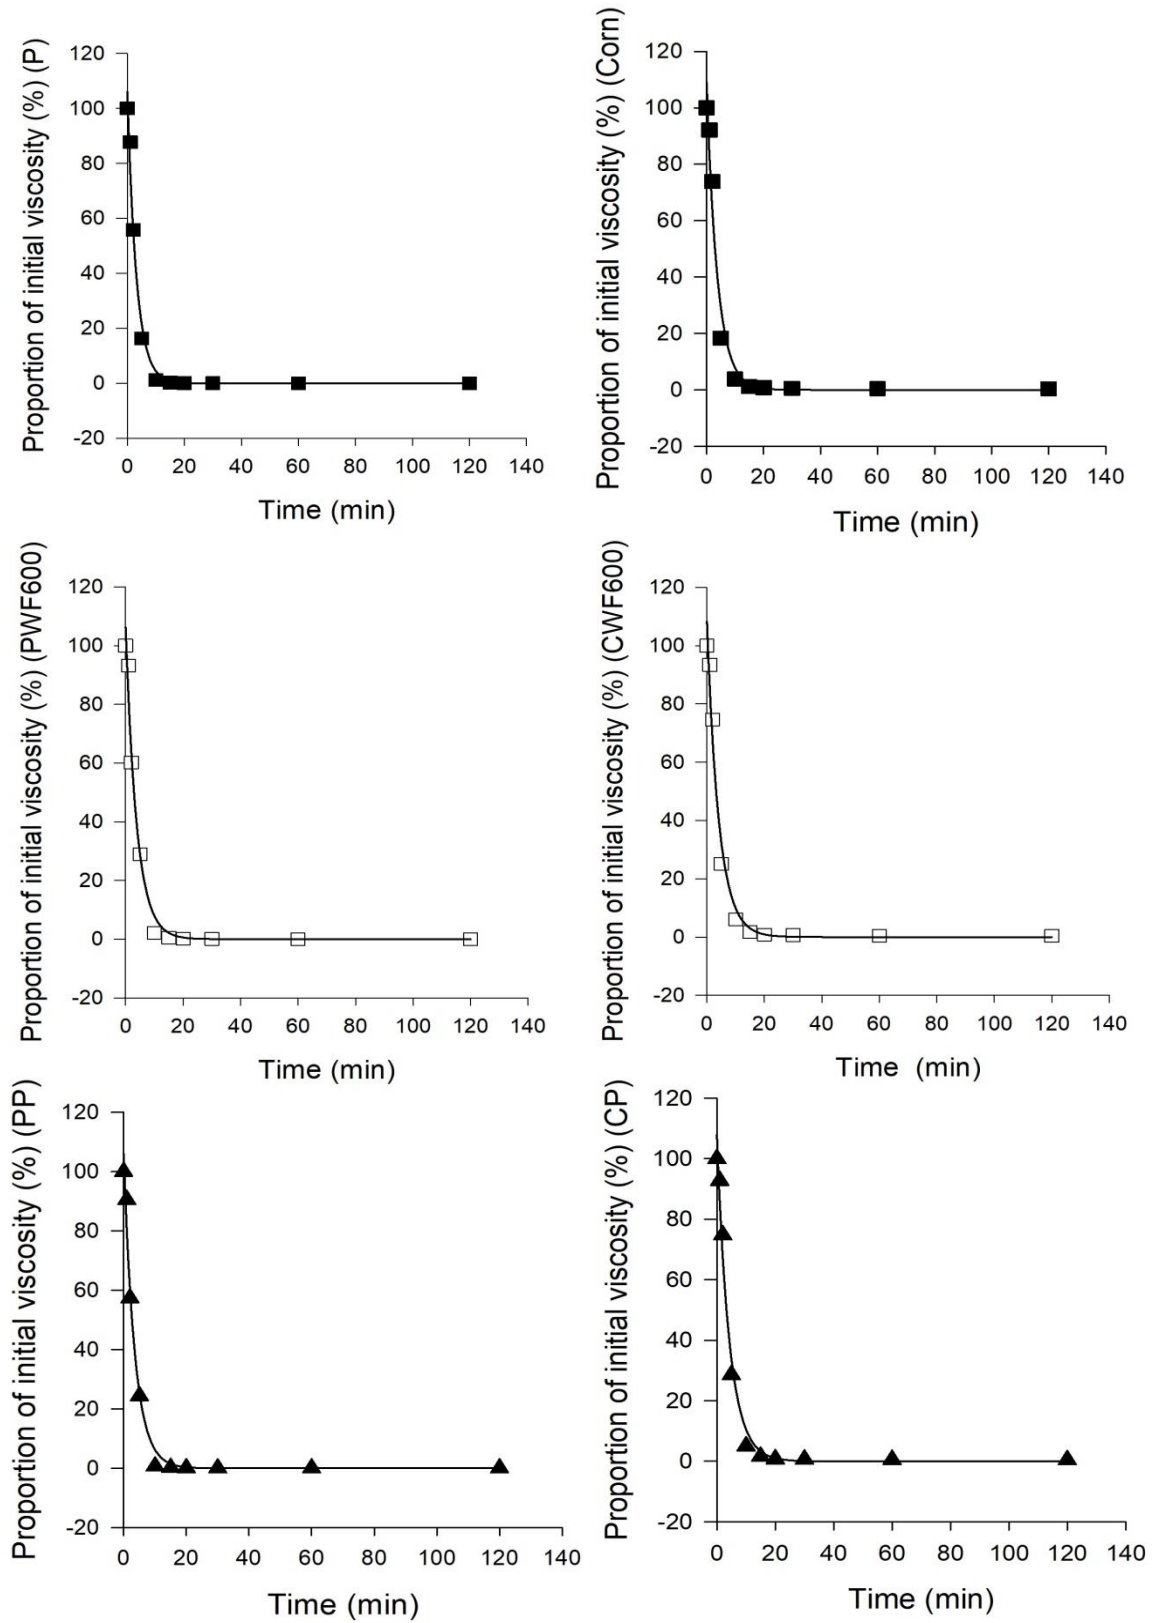 Proportion of initial viscosity (%) (P)
120
100
80
60
40
20
0
-20
0 20 40 60 80 100 120 140
Time (min)
Proportion of initial viscosity (%) (Corn)
120
100
80
60
40
20
0
-20
0 20 40 60 80 100 120 140
Time (min)
Proportion of initial viscosity (%) (PWF600)
120
100
80
60
40
20
0
-20
0 20 40 60 80 100 120 140
Time (min)
Proportion of initial viscosity (%) (CWF600)
120
100
80
60
40
20
0
-20
0 20 40 60 80 100 120 140
Time (min)
Proportion of initial viscosity (%) (PP)
120
100
80
60
40
20
0
-20
0 20 40 60 80 100 120 140
Time (min)
Proportion of initial viscosity (%) (CP)
120
100
80
60
40
20
0
-20
0 20 40 60 80 100 120 140
Time (min)